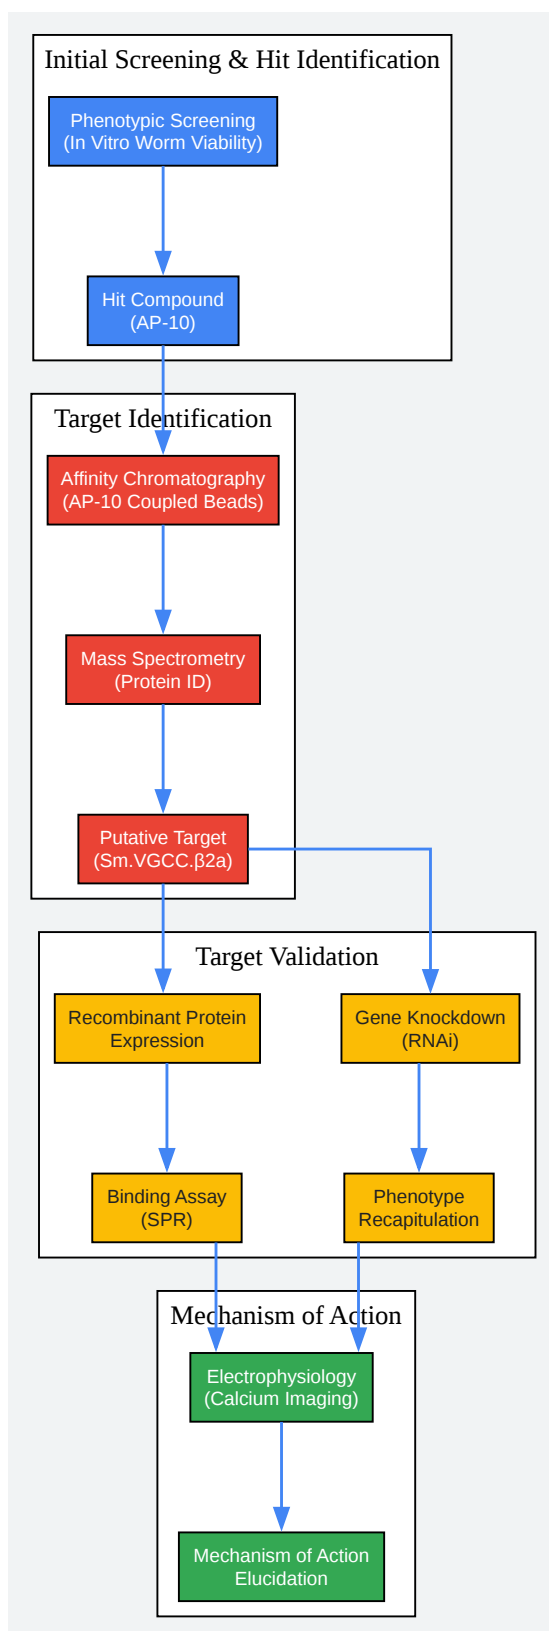 Initial Screening & Hit Identification
Phenotypic Screening
(In Vitro Worm Viability)
Hit Compound
(AP-10)
Target Identification
Affinity Chromatography
(AP-10 Coupled Beads)
Mass Spectrometry
(Protein ID)
Putative Target
(Sm.VGCC.β2a)
Target Validation
Recombinant Protein
Expression
Gene Knockdown
(RNAi)
Binding Assay
(SPR)
Phenotype
Recapitulation
Mechanism of Action
Electrophysiology
(Calcium Imaging)
Mechanism of Action
Elucidation